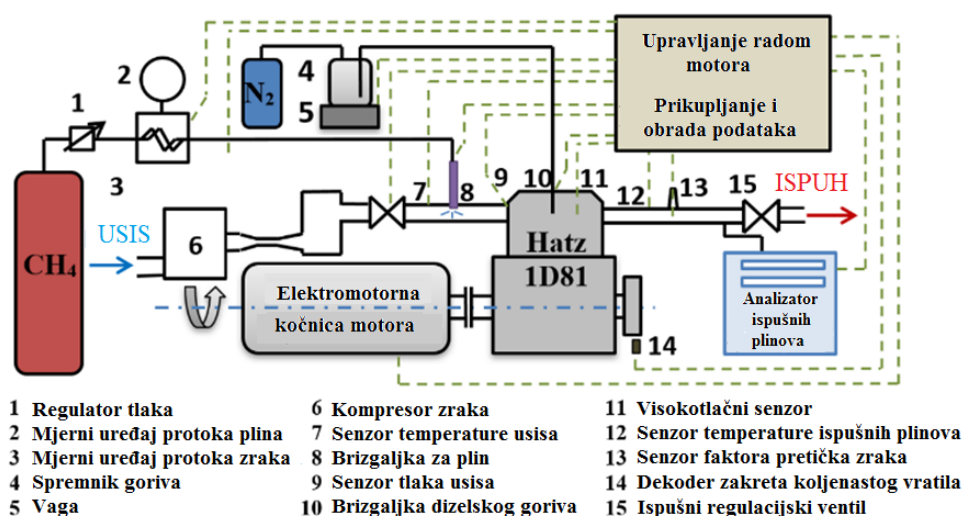 Upravljanje radom
motora
Prikupljanje i
obrada podataka
2
1
N₂
4
5
3
CH₄
USIS
6
7
8
9
10
11
12
13
15
ISPUH
Hatz
1D81
Elektromotorna
kočnica motora
14
Analizator
ispušnih
plinova
1 Regulator tlaka
2 Mjerni uređaj protoka plina
3 Mjerni uređaj protoka zraka
4 Spremnik goriva
5 Vaga
6 Kompresor zraka
7 Senzor temperature usisa
8 Brizgaljka za plin
9 Senzor tlaka usisa
10 Brizgaljka dizelskog goriva
11 Visokotlačni senzor
12 Senzor temperature ispušnih plinova
13 Senzor faktora pretička zraka
14 Dekoder zakreta koljenastog vratila
15 Ispušni regulacijski ventil